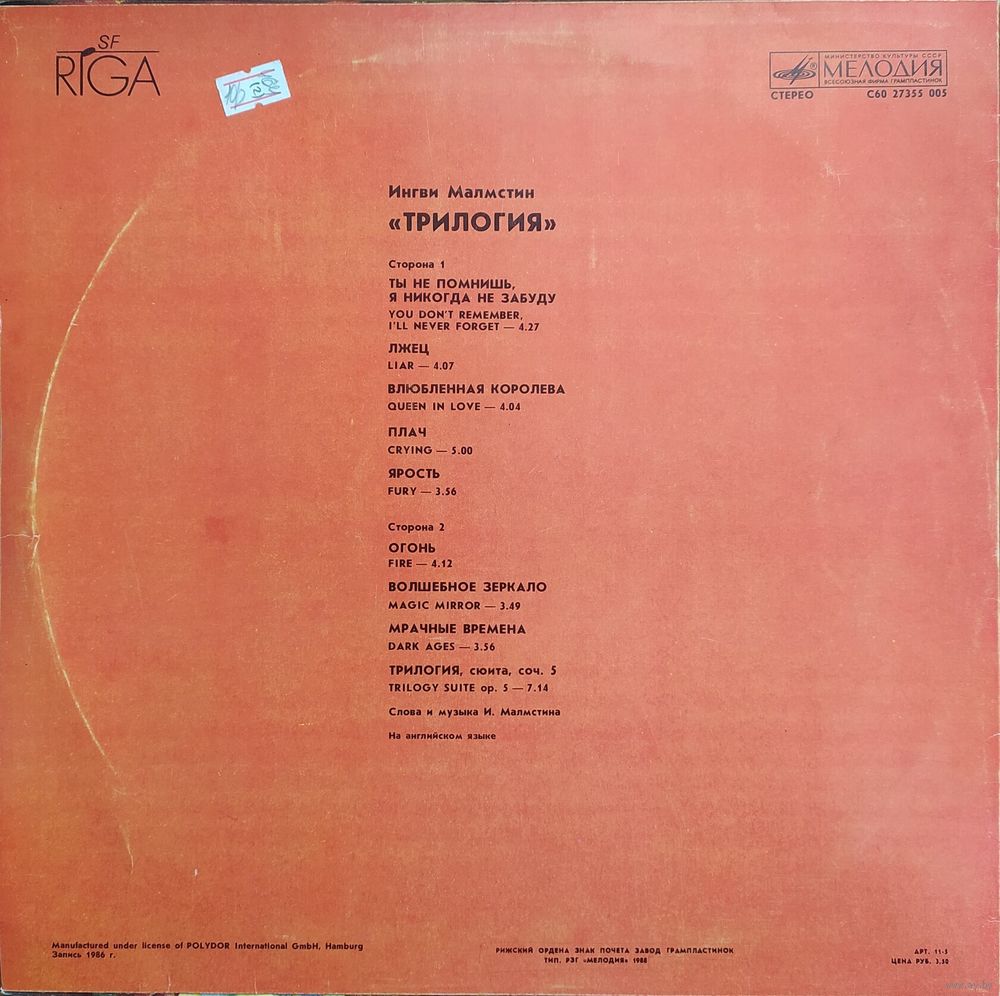 SF
RIGA
МИНИСТЕРСТВО КУЛЬТУРЫ СССР
МЕЛОДИЯ
ВСЕСОЮЗНАЯ ФИРМА ГРАМПЛАСТИНОК
СТЕРЕО С60 27355 005
Ингви Малмстин
«ТРИЛОГИЯ»
Сторона 1
ТЫ НЕ ПОМНИШЬ,
Я НИКОГДА НЕ ЗАБУДУ
YOU DON'T REMEMBER,
I'LL NEVER FORGET — 4.27
ЛЖЕЦ
LIAR — 4.07
ВЛЮБЛЕННАЯ КОРОЛЕВА
QUEEN IN LOVE — 4.04
ПЛАЧ
CRYING — 5.00
ЯРОСТЬ
FURY — 3.56
Сторона 2
ОГОНЬ
FIRE — 4.12
ВОЛШЕБНОЕ ЗЕРКАЛО
MAGIC MIRROR — 3.49
МРАЧНЫЕ ВРЕМЕНА
DARK AGES — 3.56
ТРИЛОГИЯ, сюита, соч. 5
TRILOGY SUITE op. 5 — 7.14
Слова и музыка И. Малмстина
На английском языке
Manufactured under license of POLYDOR International GmbH, Hamburg
Запись 1986 г.
РИЖСКИЙ ОРДЕНА ЗНАК ПОЧЕТА ЗАВОД ГРАМПЛАСТИНОК
ТИП. РЗГ «МЕЛОДИЯ» 1988
АРТ. 11-5
ЦЕНА РУБ. 3,50